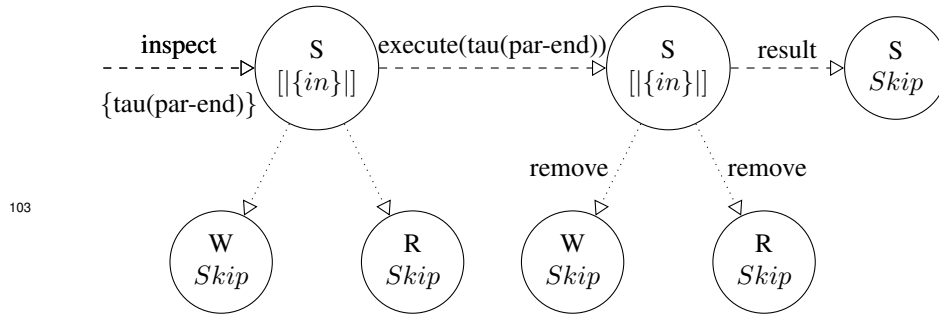 inspect
{tau(par-end)}
S
[|{in}|]
execute(tau(par-end))
S
[|{in}|]
result
S
Skip
remove
remove
103
W
Skip
R
Skip
W
Skip
R
Skip